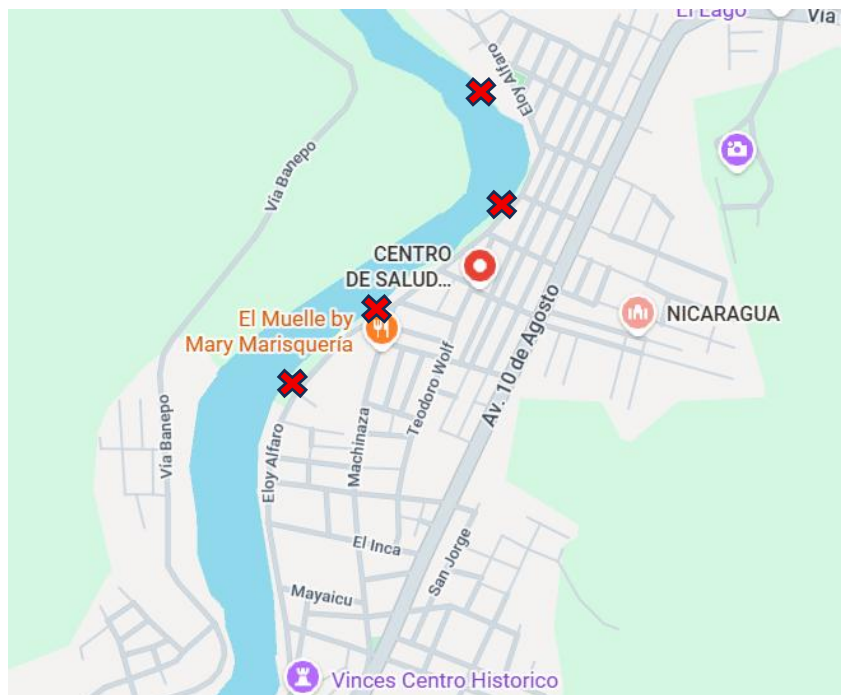 El Lago
Vía
Eloy Alfaro
Vía Banepo
CENTRO
DE SALUD...
El Muelle by
Mary Marisquería
NICARAGUA
Av. 10 de Agosto
Teodoro Wolf
Machinaza
Vía Banepo
Eloy Alfaro
El Inca
San Jorge
Mayaicu
Vinces Centro Historico